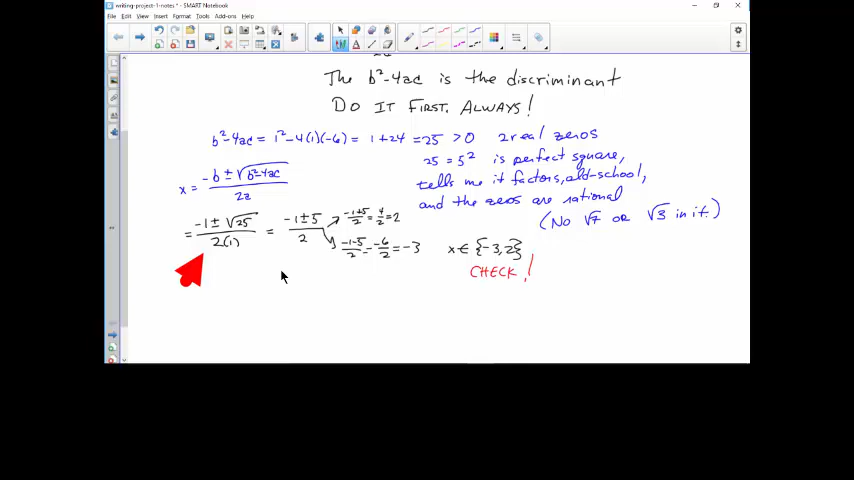 writing-project-1-notes * - SMART Notebook
File Edit View Insert Format Tools Add-ons Help
The b²-4ac is the discriminant
DO IT FIRST, ALWAYS!
b²-4ac = 1²-4(1)(-6) = 1+24 = 25 > 0 2 real zeros
25 = 5² is perfect square,
tells me it factors, old-school,
and the zeros are rational
(No √7 or √3 in it.)
x = -b ± √b²-4ac / 2a
= -1 ± √25 / 2(1) = -1 ± 5 / 2
-1+5 / 2 = 4/2 = 2
-1-5 / 2 = -6/2 = -3
x ∈ {-3, 2}
CHECK!